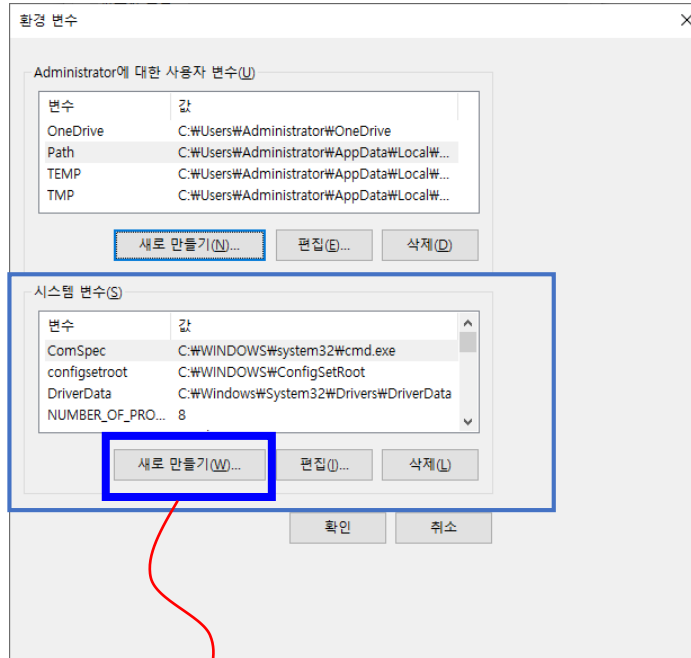 환경 변수
Administrator에 대한 사용자 변수(U)
변수 값
OneDrive C:₩Users₩Administrator₩OneDrive
Path C:₩Users₩Administrator₩AppData₩Local₩...
TEMP C:₩Users₩Administrator₩AppData₩Local₩...
TMP C:₩Users₩Administrator₩AppData₩Local₩...
새로 만들기(N)... 편집(E)... 삭제(D)
시스템 변수(S)
변수 값
ComSpec C:₩WINDOWS₩system32₩cmd.exe
configsetroot C:₩WINDOWS₩ConfigSetRoot
DriverData C:₩Windows₩System32₩Drivers₩DriverData
NUMBER_OF_PRO... 8
새로 만들기(W)... 편집(I)... 삭제(L)
확인 취소